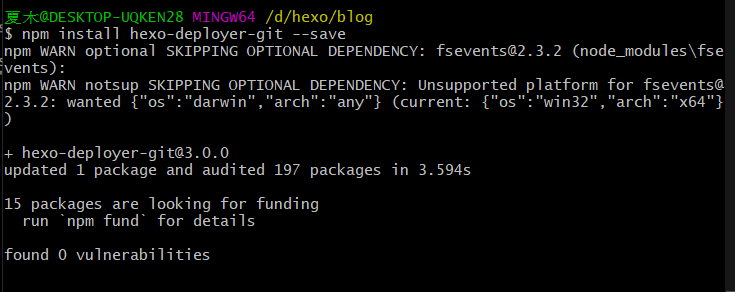 夏木@DESKTOP-UQKEN28 MINGW64 /d/hexo/blog
$ npm install hexo-deployer-git --save
npm WARN optional SKIPPING OPTIONAL DEPENDENCY: fsevents@2.3.2 (node_modules\fse
vents):
npm WARN notsup SKIPPING OPTIONAL DEPENDENCY: Unsupported platform for fsevents@
2.3.2: wanted {"os":"darwin","arch":"any"} (current: {"os":"win32","arch":"x64"}
)
+ hexo-deployer-git@3.0.0
updated 1 package and audited 197 packages in 3.594s
15 packages are looking for funding
run `npm fund` for details
found 0 vulnerabilities